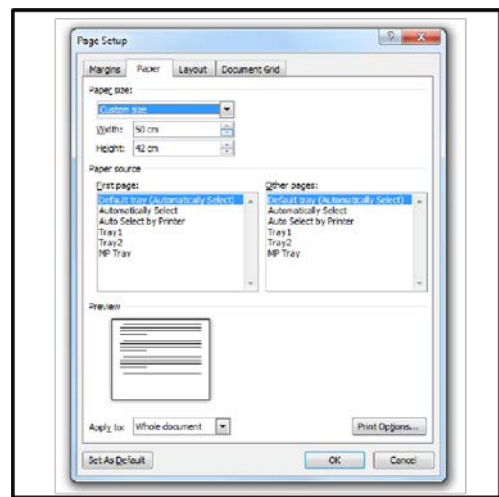 Page Setup
Margins Paper Layout Document Grid
Paper size:
Custom size
Width: 50 cm
Height: 42 cm
Paper source
First page: Other pages:
Default tray (Automatically Select) Default tray (Automatically Select)
Automatically Select Automatically Select
Auto Select by Printer Auto Select by Printer
Tray1 Tray1
Tray2 Tray2
MP Tray MP Tray
Preview
Apply to: Whole document Print Options...
Set As Default OK Cancel